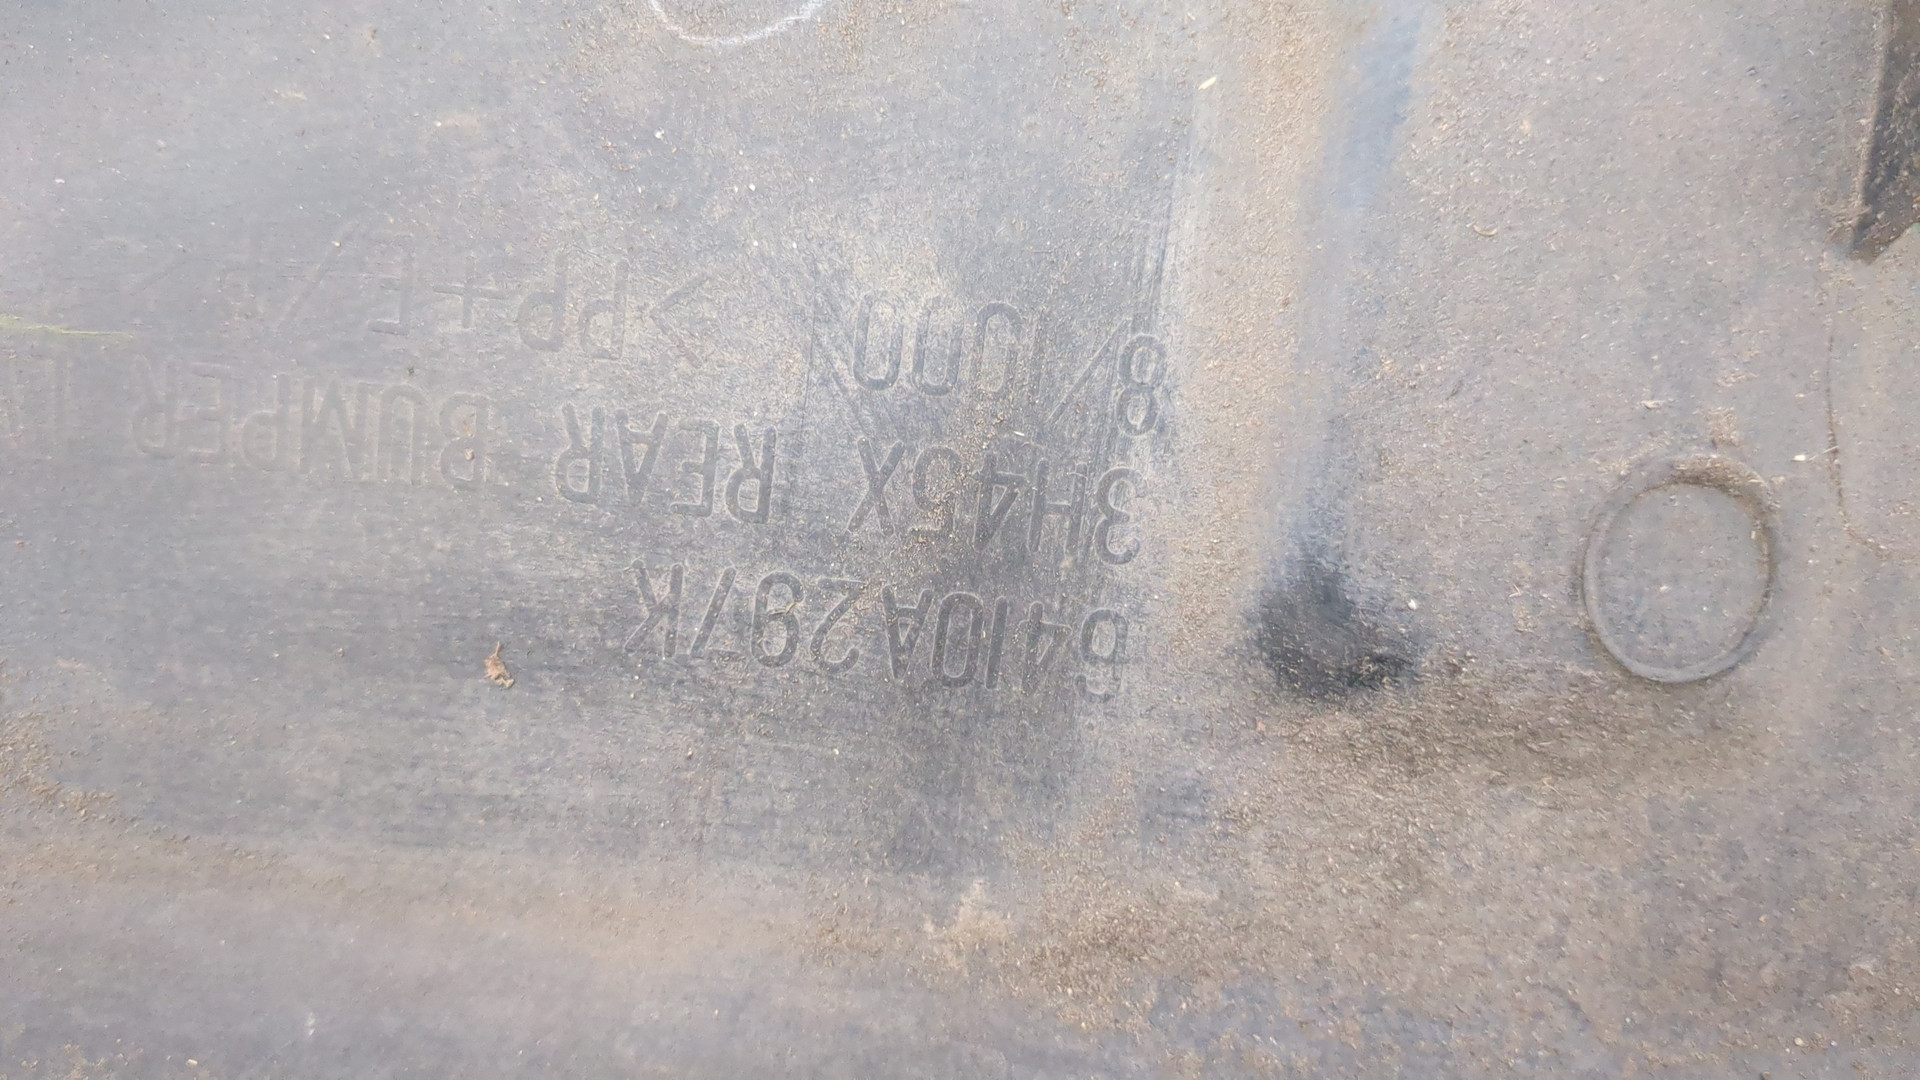 6410A297K
3H45X REAR BUMPER
8/1000 >PP+E/P